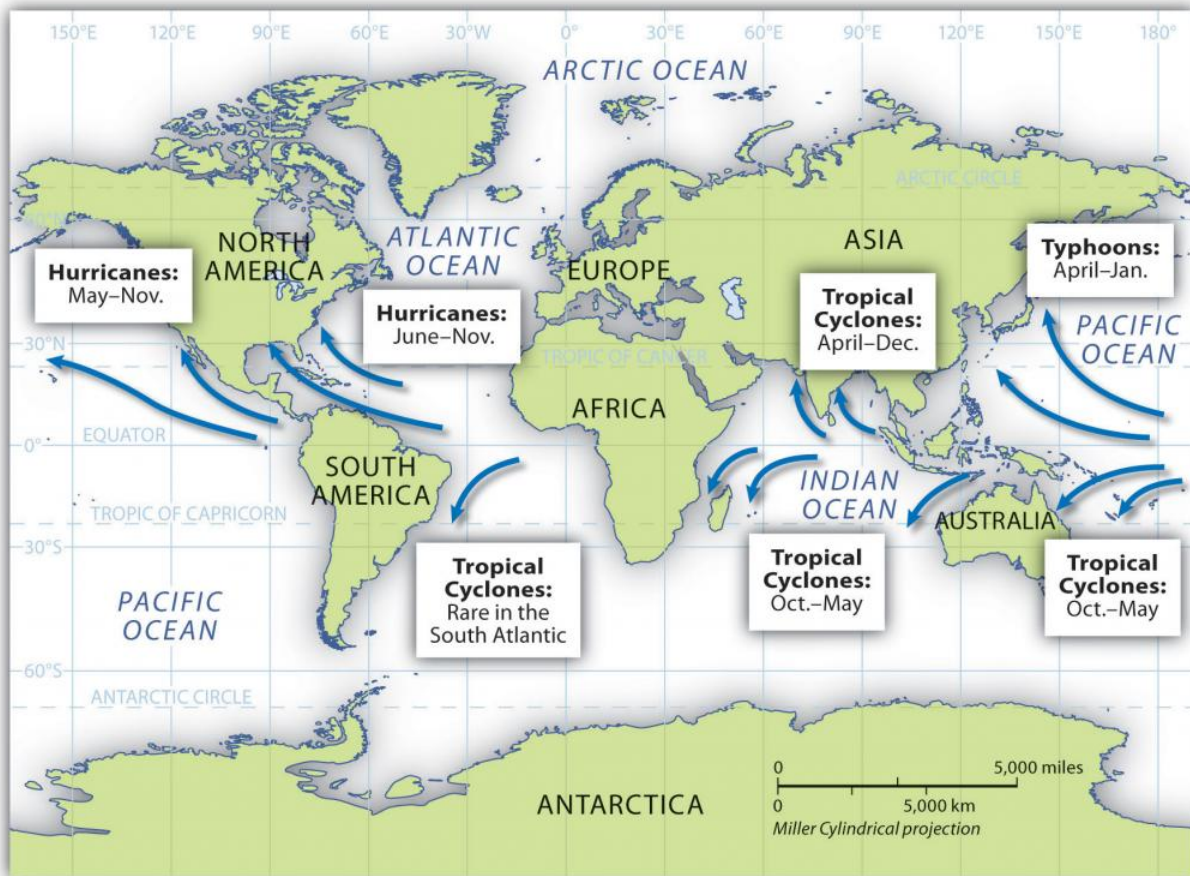 150°E 120°E 90°E 60°E 30°W 0° 30°E 60°E 90°E 120°E 150°E 180°
ARCTIC OCEAN
ARCTIC CIRCLE
60°N
NORTH
AMERICA
ATLANTIC
OCEAN
EUROPE
ASIA
Typhoons:
April–Jan.
Hurricanes:
May–Nov.
Hurricanes:
June–Nov.
Tropical
Cyclones:
April–Dec.
PACIFIC
OCEAN
30°N
TROPIC OF CANCER
AFRICA
EQUATOR
0°
SOUTH
AMERICA
INDIAN
OCEAN
TROPIC OF CAPRICORN
AUSTRALIA
30°S
Tropical
Cyclones:
Rare in the
South Atlantic
Tropical
Cyclones:
Oct.–May
Tropical
Cyclones:
Oct.–May
PACIFIC
OCEAN
60°S
ANTARCTIC CIRCLE
ANTARCTICA
0 5,000 miles
0 5,000 km
Miller Cylindrical projection